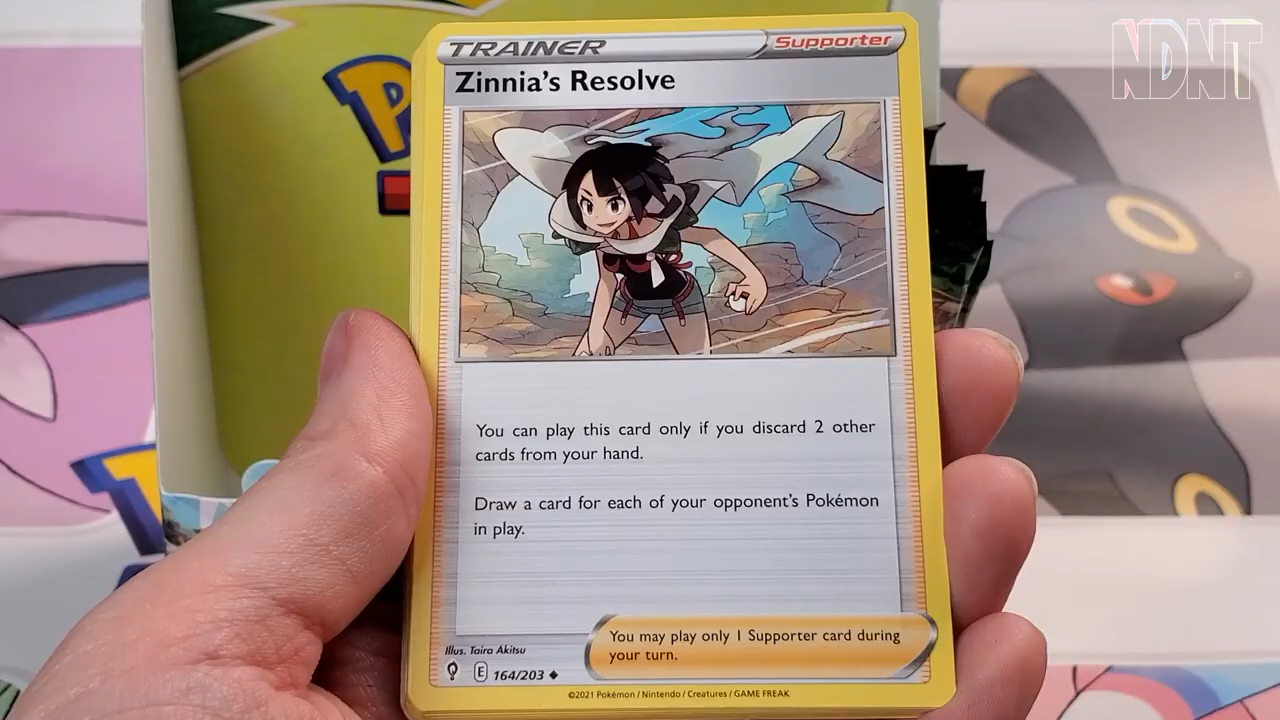 NDNT
TRAINER
Supporter
Zinnia's Resolve
You can play this card only if you discard 2 other
cards from your hand.
Draw a card for each of your opponent's Pokémon
in play.
You may play only 1 Supporter card during
your turn.
Illus. Taira Akitsu
E 164/203
©2021 Pokémon / Nintendo / Creatures / GAME FREAK